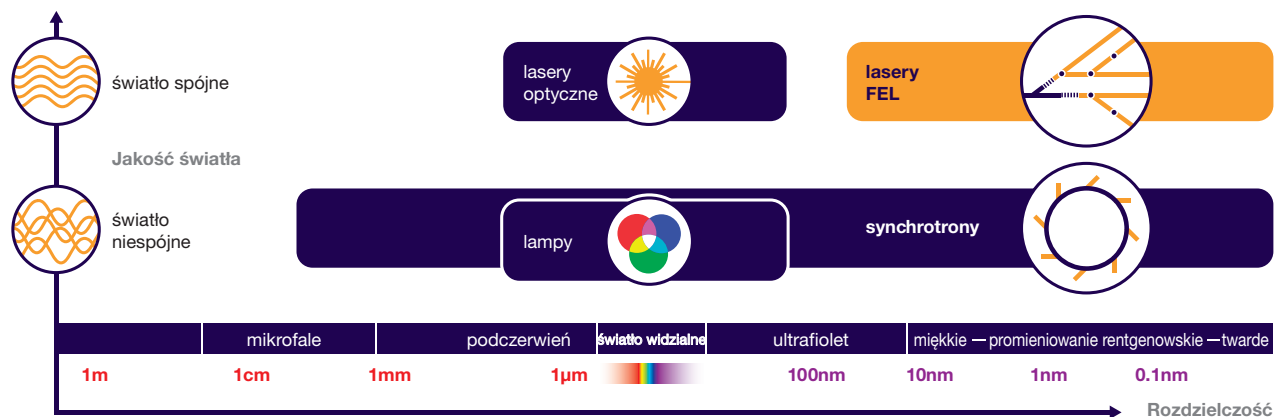 światło spójne
lasery
optyczne
lasery
FEL
Jakość światła
światło
niespójne
lampy
synchrotrony
mikrofale
podczerwień
światło widzialne
ultrafiolet
miękkie — promieniowanie rentgenowskie — twarde
1m
1cm
1mm
1µm
100nm
10nm
1nm
0.1nm
Rozdzielczość